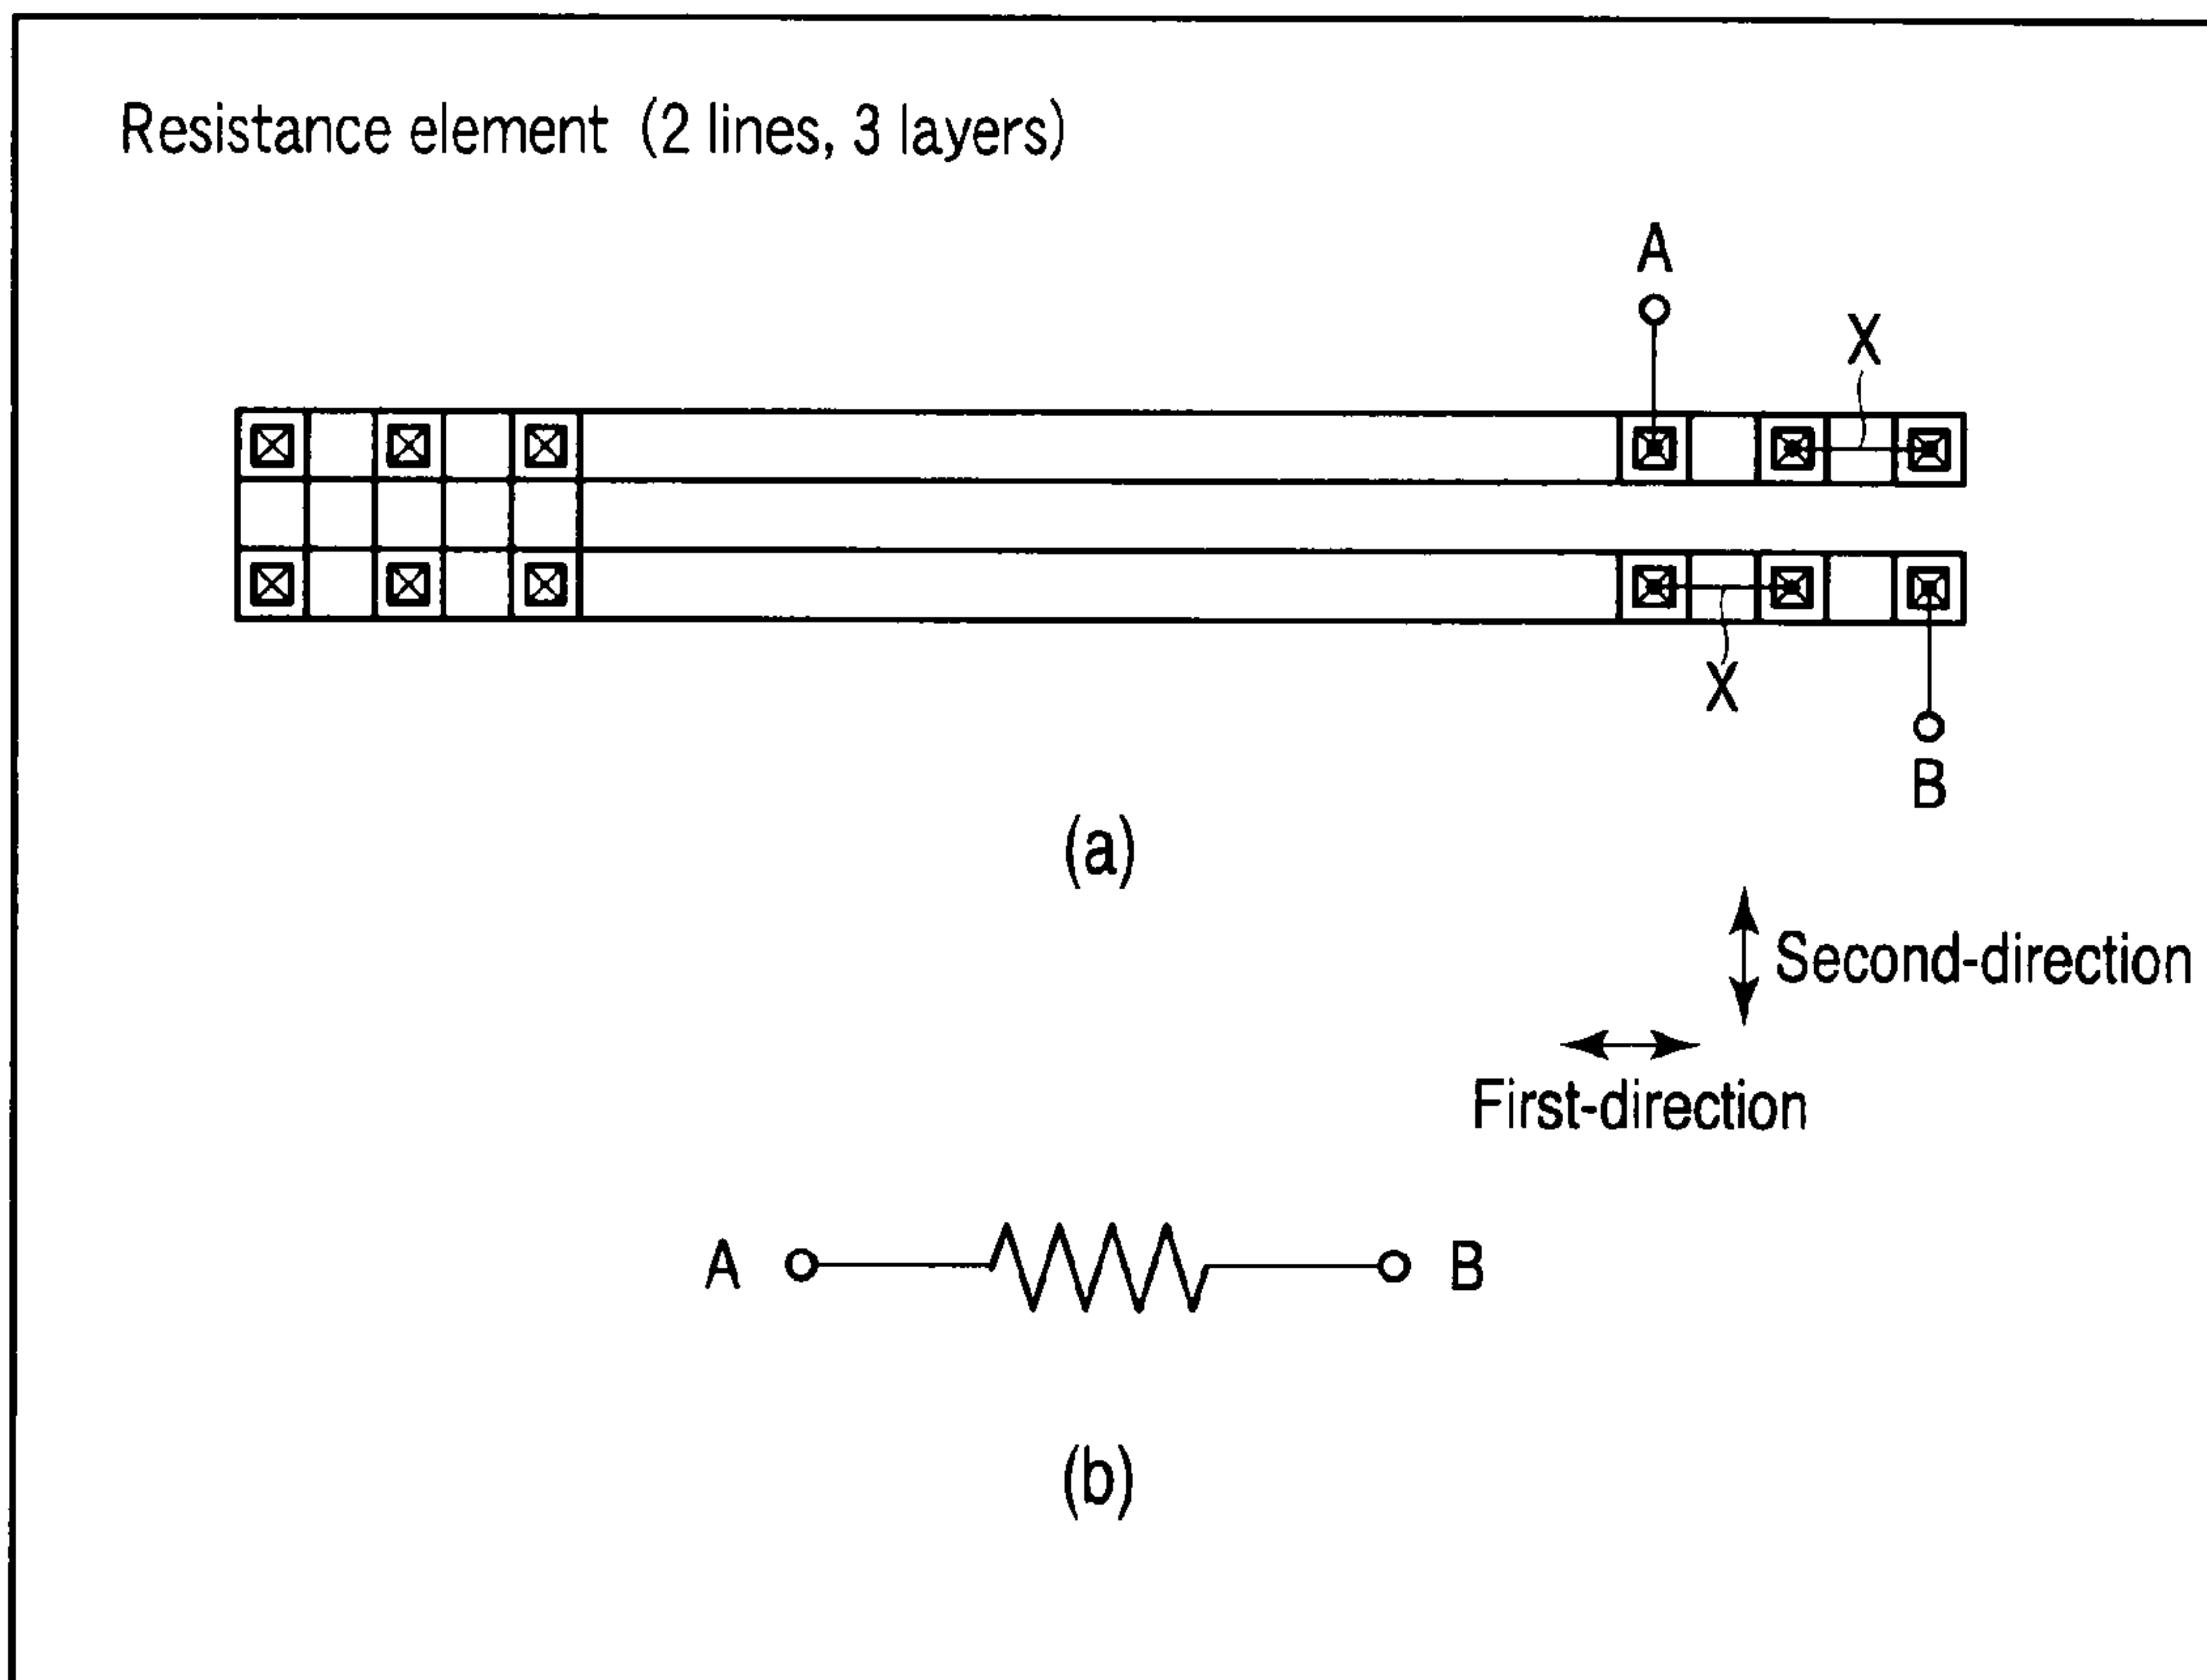 Resistance element (2 lines, 3 layers)
A
X
X
B
(a)
Second-direction
First-direction
A B
(b)